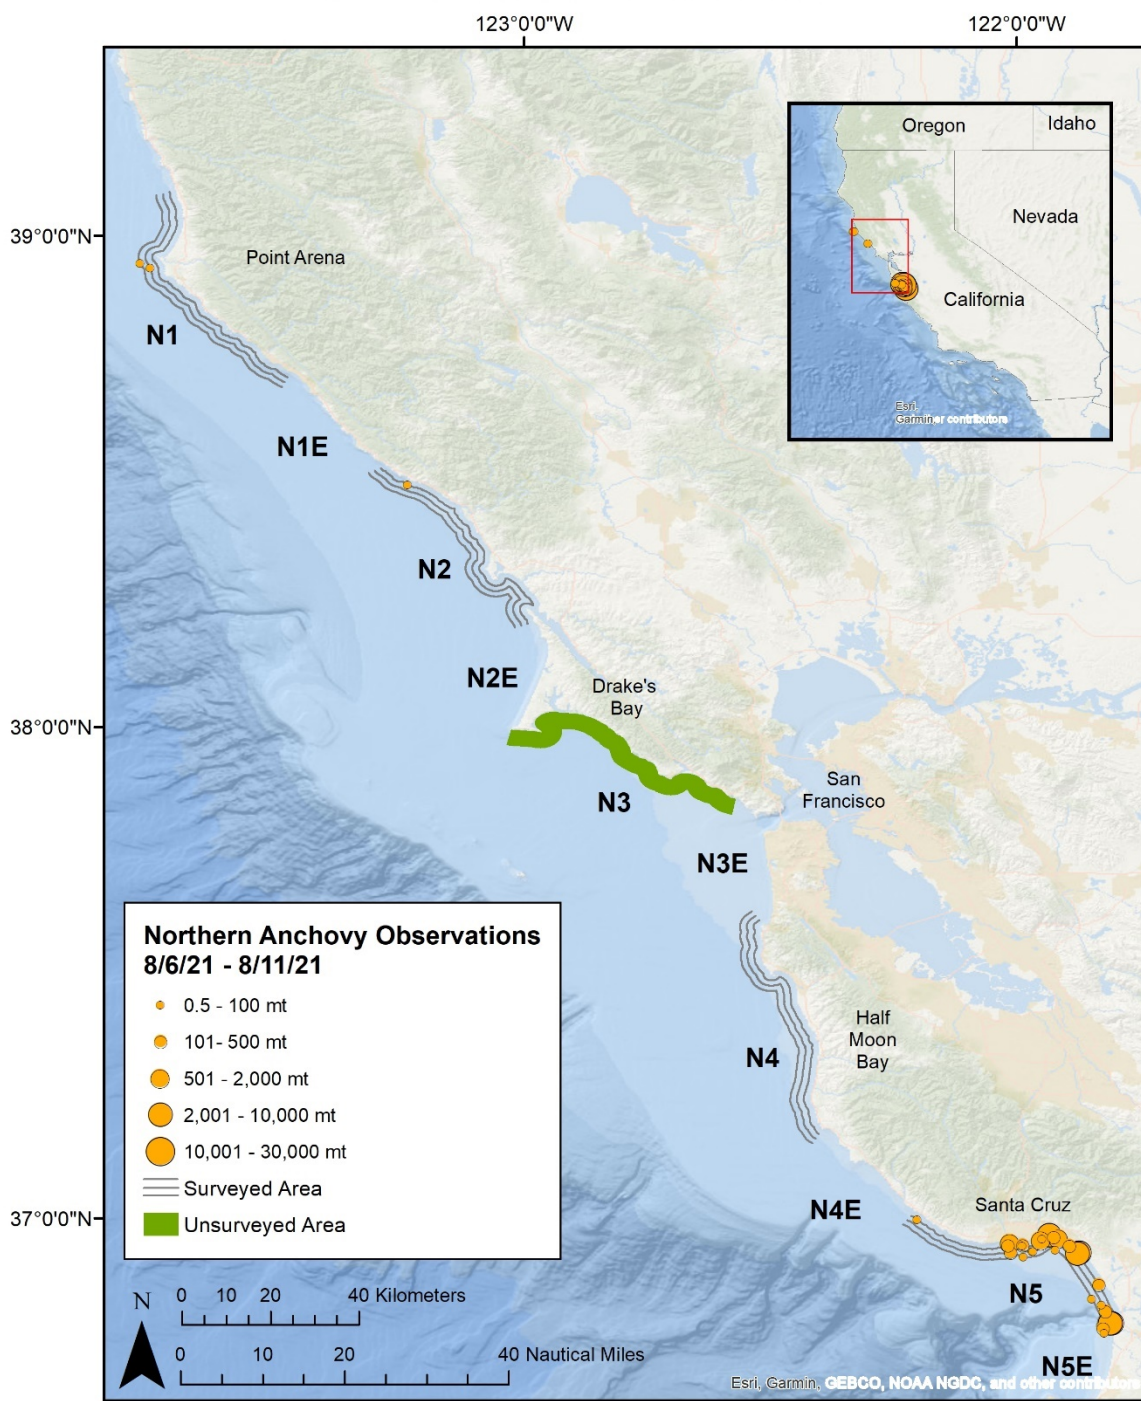 123°0'0"W
122°0'0"W
Oregon
Idaho
Nevada
California
Esri,
Garmin,er contributors
39°0'0"N
Point Arena
N1
N1E
N2
N2E
Drake's
Bay
38°0'0"N
San
Francisco
N3
N3E
Northern Anchovy Observations
8/6/21 - 8/11/21
0.5 - 100 mt
101- 500 mt
501 - 2,000 mt
2,001 - 10,000 mt
10,001 - 30,000 mt
Surveyed Area
Unsurveyed Area
Half
Moon
Bay
N4
37°0'0"N
N4E
Santa Cruz
N5
N5E
N
0 10 20 40 Kilometers
0 10 20 40 Nautical Miles
Esri, Garmin, GEBCO, NOAA NGDC, and other contributors